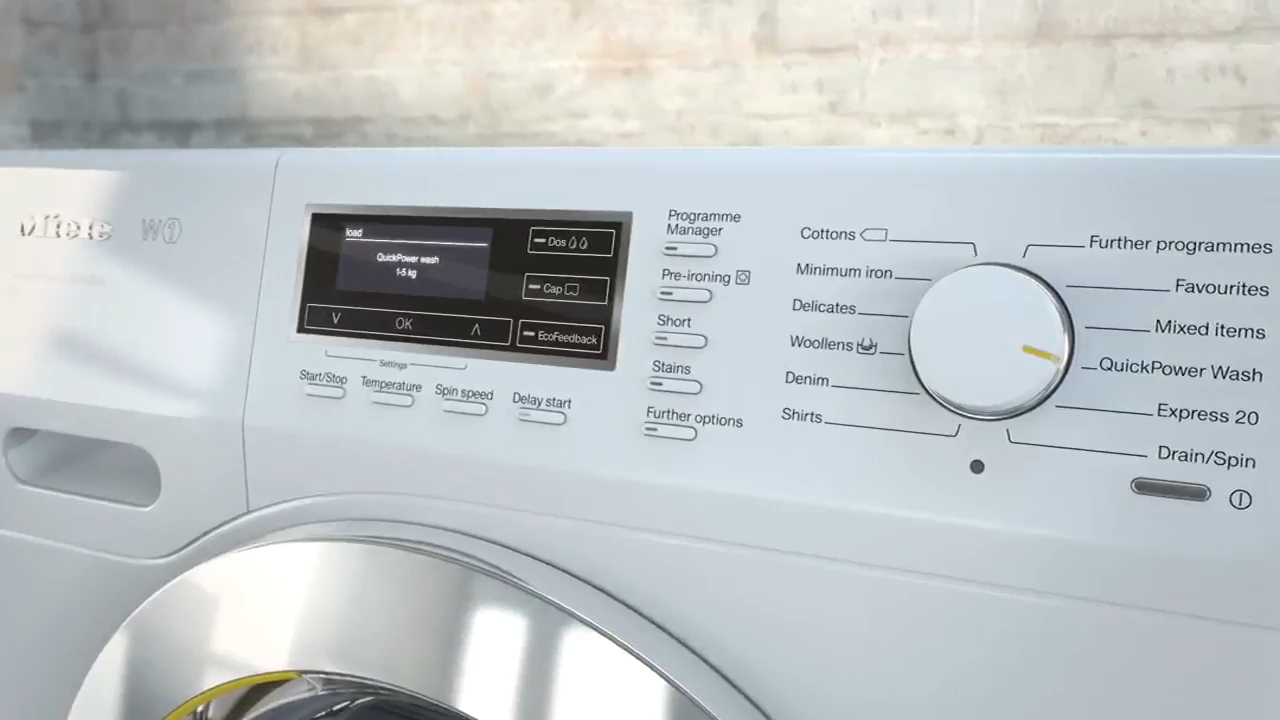 Miele W1
load
QuickPower wash
1-5 kg
Dos
Cap
EcoFeedback
OK
Settings
Start/Stop
Temperature
Spin speed
Delay start
Programme
Manager
Pre-ironing
Short
Stains
Further options
Cottons
Minimum iron
Delicates
Woollens
Denim
Shirts
Further programmes
Favourites
Mixed items
QuickPower Wash
Express 20
Drain/Spin